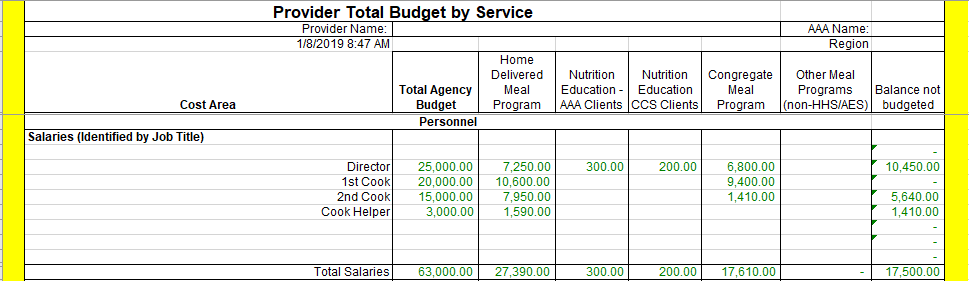 Provider Total Budget by Service
Provider Name: AAA Name:
1/8/2019 8:47 AM Region
Cost Area Total Agency Budget Home Delivered Meal Program Nutrition Education - AAA Clients Nutrition Education CCS Clients Congregate Meal Program Other Meal Programs (non-HHS/AES) Balance not budgeted
Personnel
Salaries (Identified by Job Title)
-
Director 25,000.00 7,250.00 300.00 200.00 6,800.00 10,450.00
1st Cook 20,000.00 10,600.00 9,400.00 -
2nd Cook 15,000.00 7,950.00 1,410.00 5,640.00
Cook Helper 3,000.00 1,590.00 1,410.00
-
-
-
Total Salaries 63,000.00 27,390.00 300.00 200.00 17,610.00 - 17,500.00